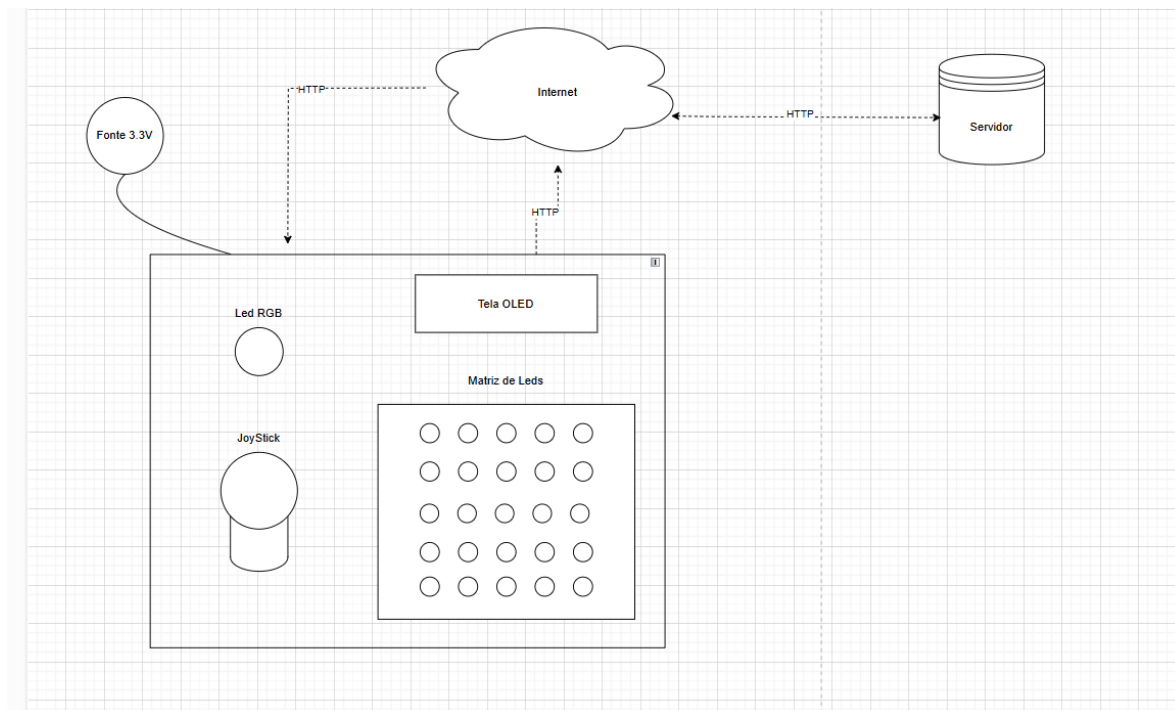 Internet
HTTP
HTTP
Servidor
Fonte 3.3V
HTTP
Tela OLED
Led RGB
Matriz de Leds
JoyStick